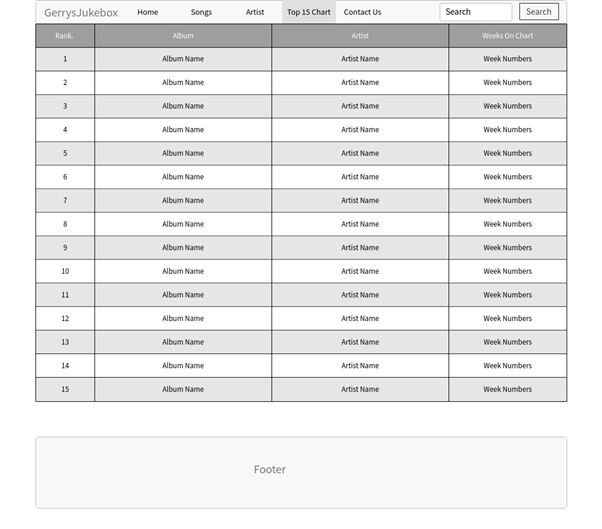 GerrysJukebox Home Songs Artist Top 15 Chart Contact Us Search Search
Rank. Album Artist Weeks On Chart
1 Album Name Artist Name Week Numbers
2 Album Name Artist Name Week Numbers
3 Album Name Artist Name Week Numbers
4 Album Name Artist Name Week Numbers
5 Album Name Artist Name Week Numbers
6 Album Name Artist Name Week Numbers
7 Album Name Artist Name Week Numbers
8 Album Name Artist Name Week Numbers
9 Album Name Artist Name Week Numbers
10 Album Name Artist Name Week Numbers
11 Album Name Artist Name Week Numbers
12 Album Name Artist Name Week Numbers
13 Album Name Artist Name Week Numbers
14 Album Name Artist Name Week Numbers
15 Album Name Artist Name Week Numbers
Footer